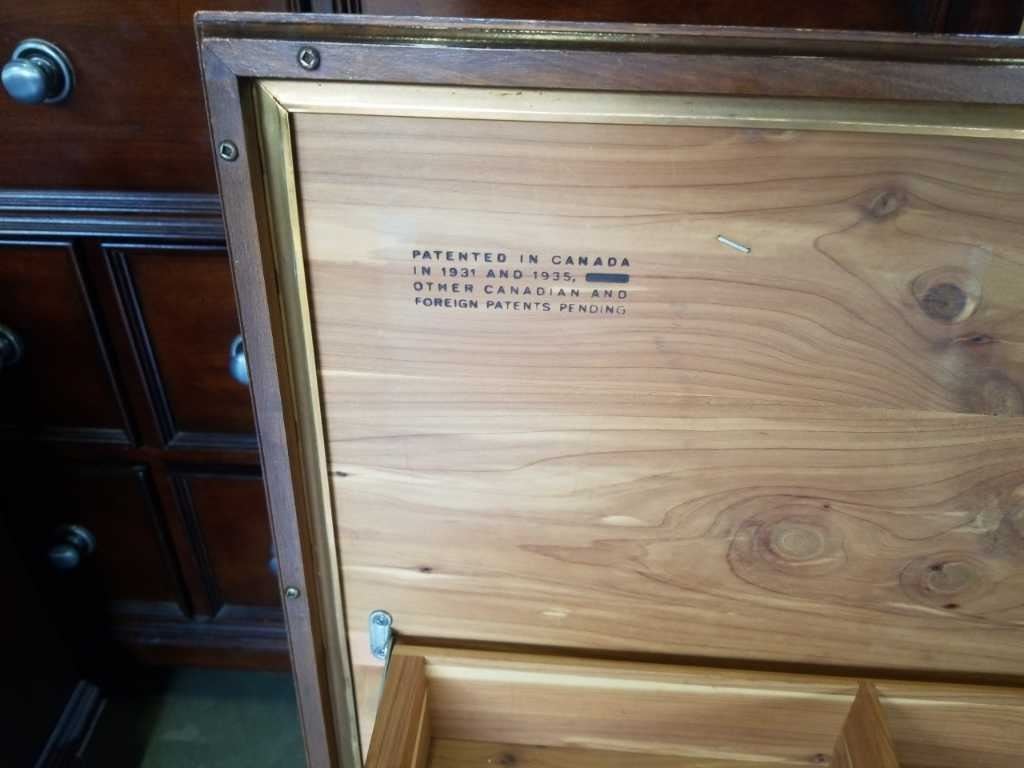 PATENTED IN CANADA
IN 1931 AND 1935,
OTHER CANADIAN AND
FOREIGN PATENTS PENDING